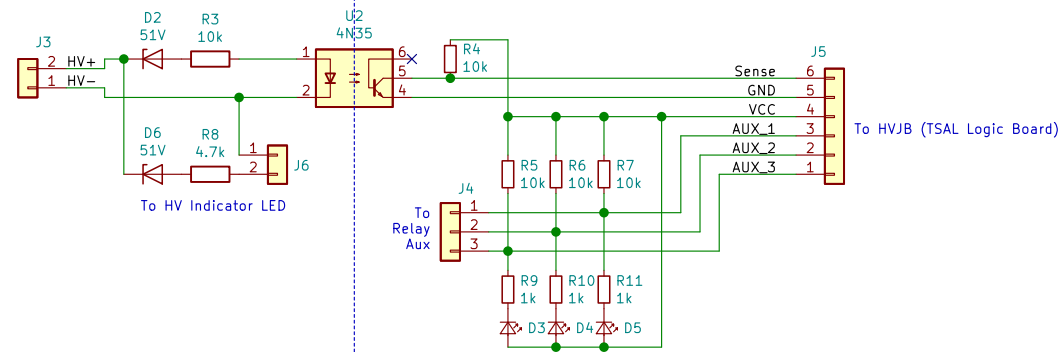 J3
2 HV+
1 HV-
D2
51V
R3
10k
U2
4N35
1
2
6
5
4
R4
10k
J5
Sense 6
GND 5
VCC 4
AUX_1 3
AUX_2 2
AUX_3 1
To HVJB (TSAL Logic Board)
D6
51V
R8
4.7k
1
2
J6
To HV Indicator LED
R5
10k
R6
10k
R7
10k
J4
To
Relay
Aux
1
2
3
R9
1k
R10
1k
R11
1k
D3
D4
D5